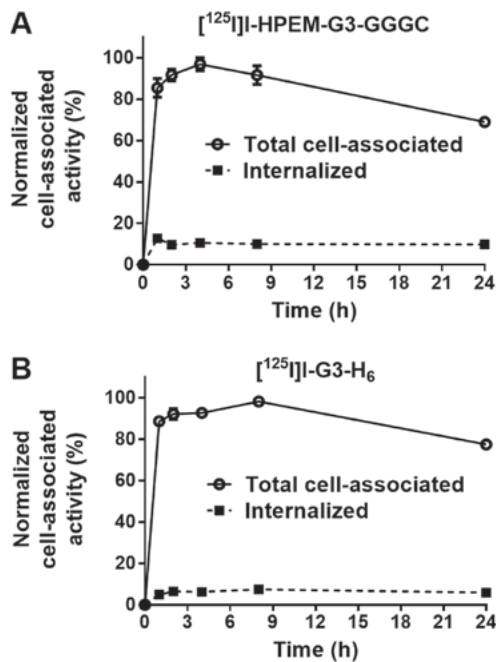 A
[¹²⁵I]I-HPEM-G3-GGGC
Normalized
cell-associated
activity (%)
100
80
60
40
20
0
Total cell-associated
Internalized
0 3 6 9 12 15 18 21 24
Time (h)
B
[¹²⁵I]I-G3-H₆
Normalized
cell-associated
activity (%)
100
80
60
40
20
0
Total cell-associated
Internalized
0 3 6 9 12 15 18 21 24
Time (h)